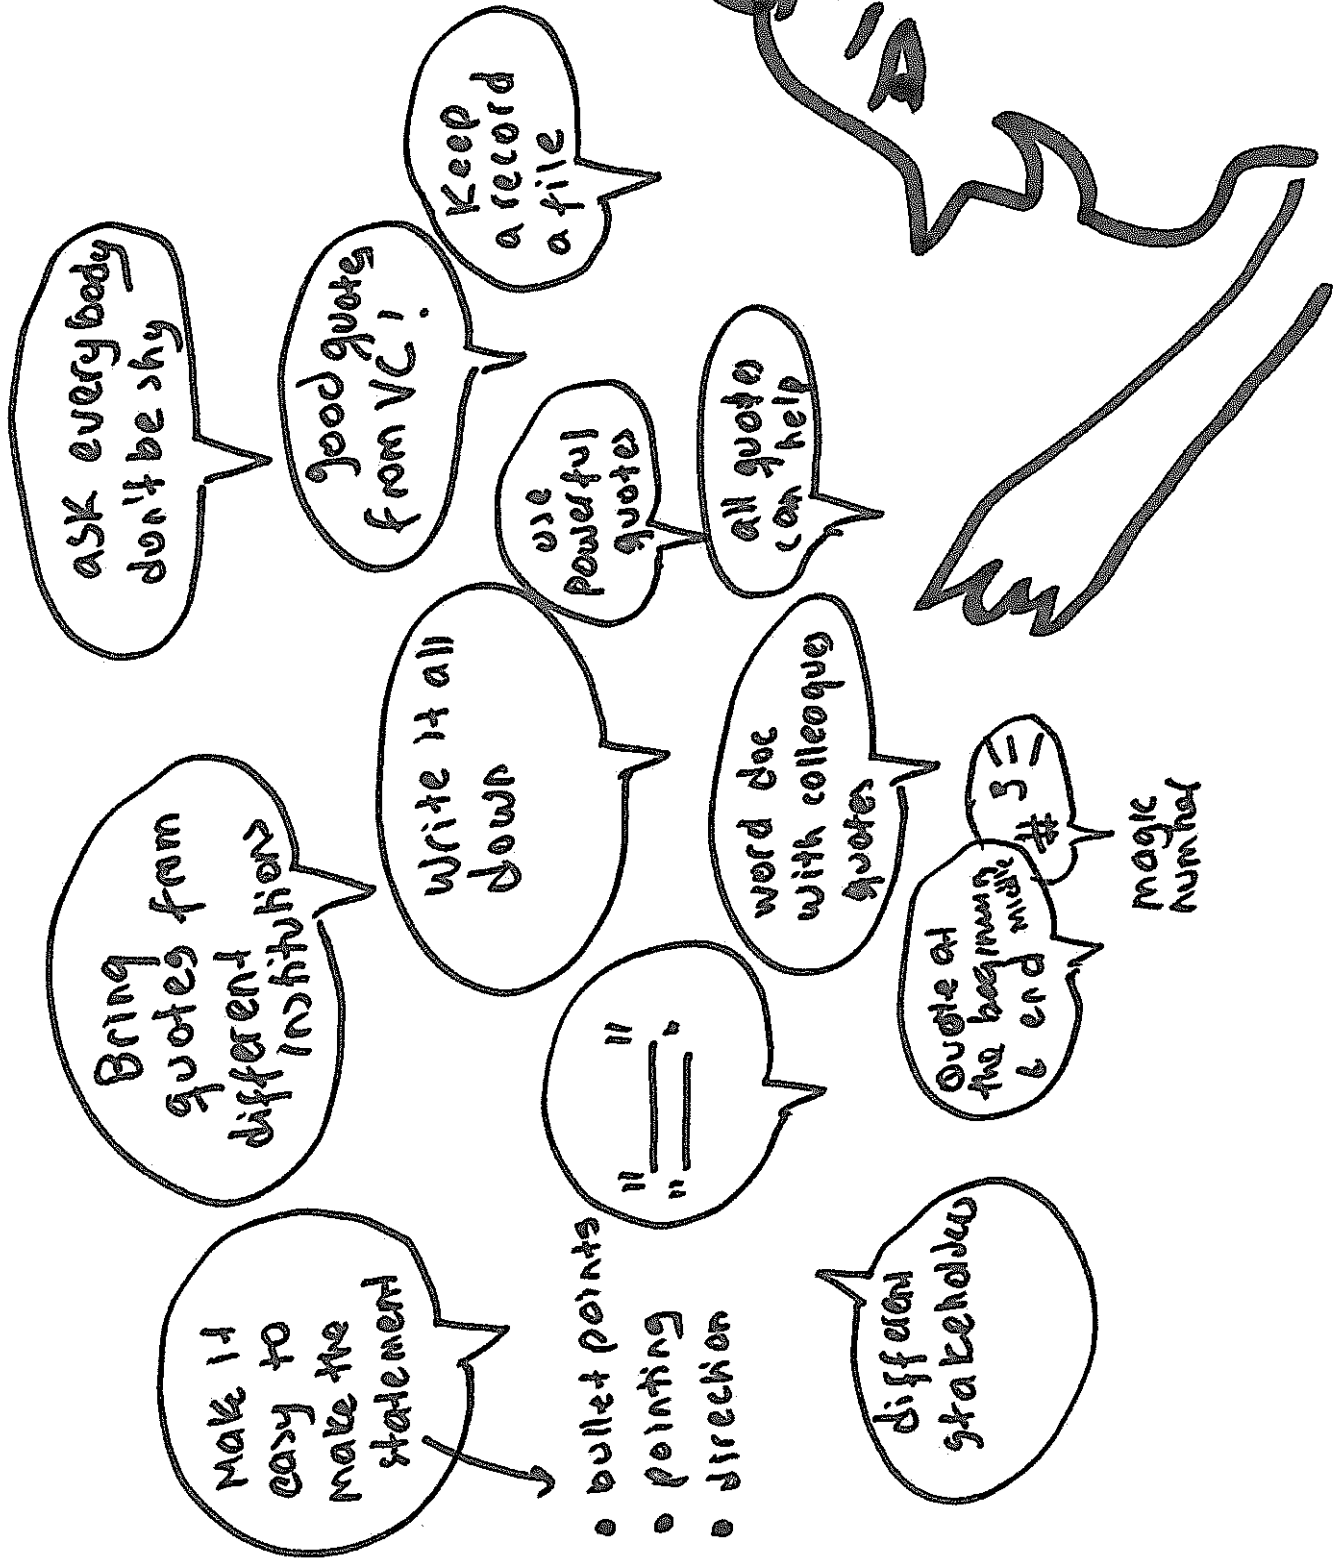 Make it
easy to
make the
statement
• bullet points
• pointing
• direction
different
stakeholders
Bring
quotes from
different
institutions
" "
" .
Quote at
the beginning
middle
& end
# 3
magic
number
Write it all
down
word doc
with colleague
quotes
ask everybody
don't be shy
good quotes
from VC!
use
powerful
quotes
all quotes
can help
Keep
a record
a file